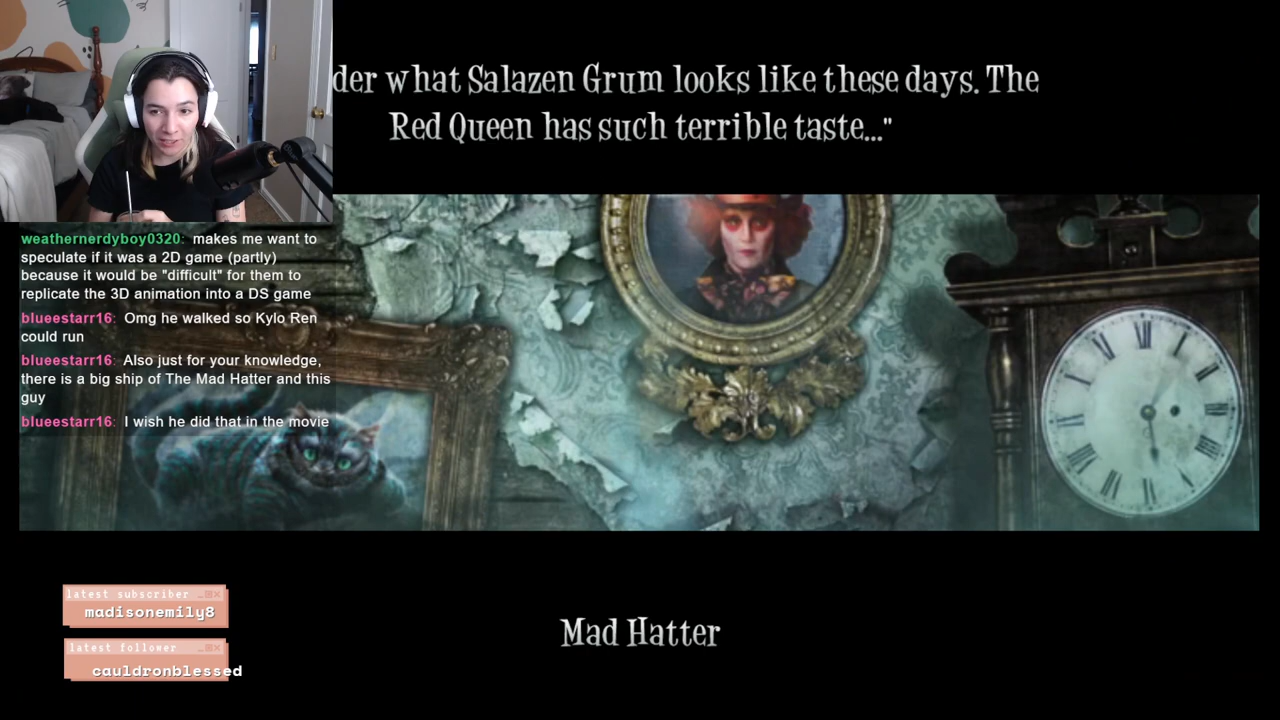 der what Salazen Grum looks like these days. The
Red Queen has such terrible taste..."
weathernerdyboy0320: makes me want to
speculate if it was a 2D game (partly)
because it would be "difficult" for them to
replicate the 3D animation into a DS game
blueestarr16: Omg he walked so Kylo Ren
could run
blueestarr16: Also just for your knowledge,
there is a big ship of The Mad Hatter and this
guy
blueestarr16: I wish he did that in the movie
latest subscriber
madisonemily8
latest follower
cauldronblessed
Mad Hatter